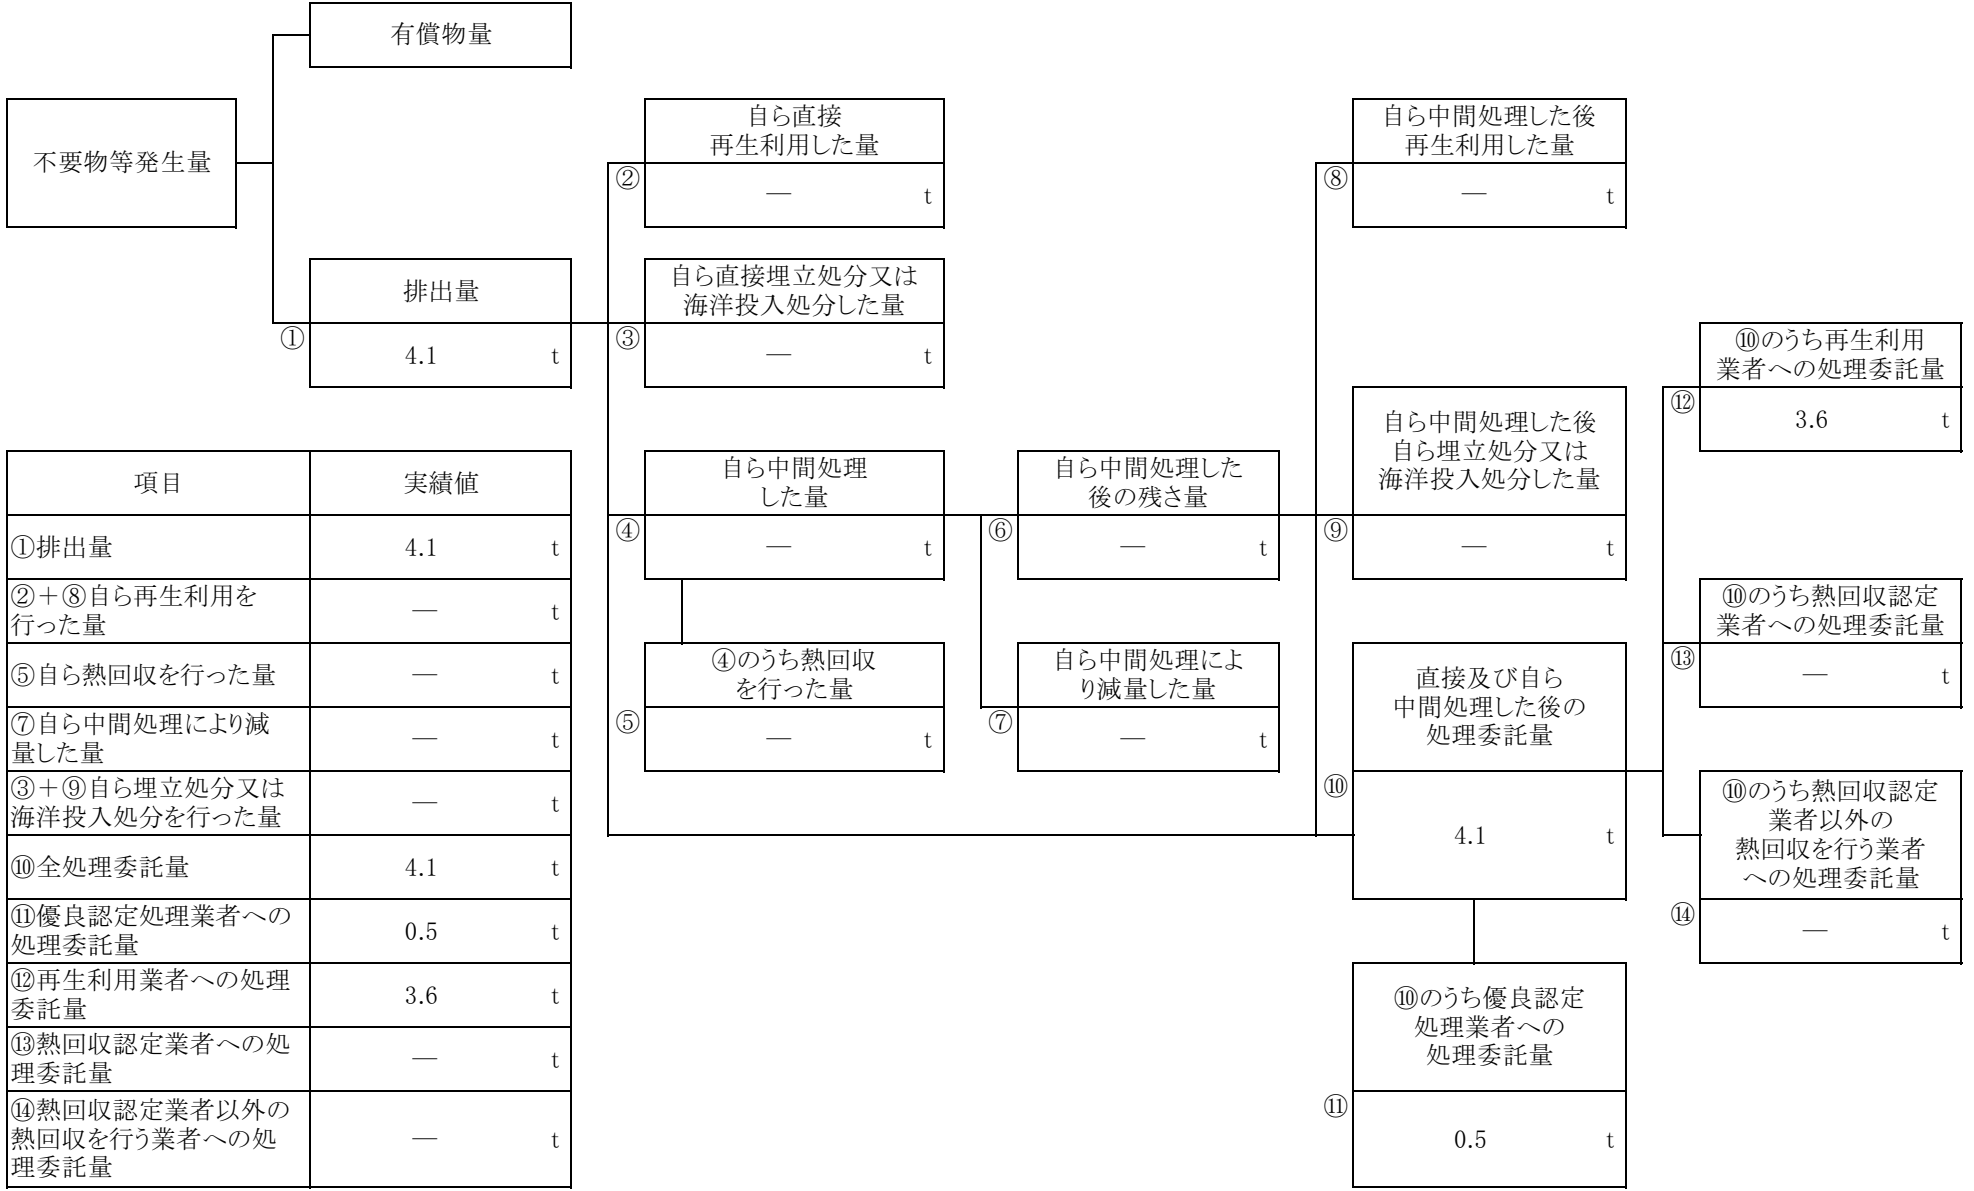 有償物量
不要物等発生量
排出量
①
4.1 t
自ら直接
再生利用した量
②
― t
自ら直接埋立処分又は
海洋投入処分した量
③
― t
自ら中間処理
した量
④
― t
④のうち熱回収
を行った量
⑤
― t
自ら中間処理した
後の残さ量
⑥
― t
自ら中間処理によ
り減量した量
⑦
― t
自ら中間処理した後
再生利用した量
⑧
― t
自ら中間処理した後
自ら埋立処分又は
海洋投入処分した量
⑨
― t
直接及び自ら
中間処理した後の
処理委託量
⑩
4.1 t
⑩のうち優良認定
処理業者への
処理委託量
⑪
0.5 t
⑩のうち再生利用
業者への処理委託量
⑫
3.6 t
⑩のうち熱回収認定
業者への処理委託量
⑬
― t
⑩のうち熱回収認定
業者以外の
熱回収を行う業者
への処理委託量
⑭
― t
項目 実績値
①排出量 4.1 t
②＋⑧自ら再生利用を
行った量 ― t
⑤自ら熱回収を行った量 ― t
⑦自ら中間処理により減
量した量 ― t
③＋⑨自ら埋立処分又は
海洋投入処分を行った量 ― t
⑩全処理委託量 4.1 t
⑪優良認定処理業者への
処理委託量 0.5 t
⑫再生利用業者への処理
委託量 3.6 t
⑬熱回収認定業者への処
理委託量 ― t
⑭熱回収認定業者以外の
熱回収を行う業者への処
理委託量 ― t